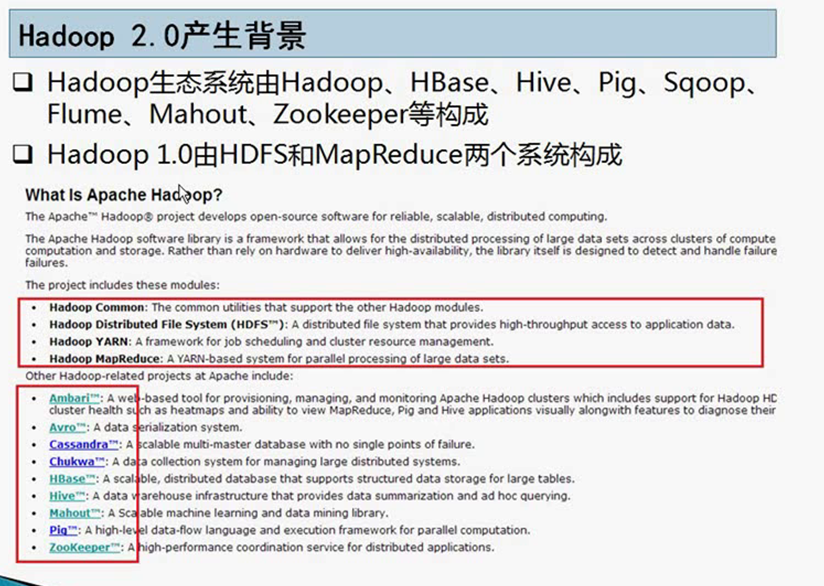 Hadoop 2.0产生背景
Hadoop生态系统由Hadoop、HBase、Hive、Pig、Sqoop、
Flume、Mahout、Zookeeper等构成
Hadoop 1.0由HDFS和MapReduce两个系统构成
What Is Apache Hadoop?
The Apache™ Hadoop® project develops open-source software for reliable, scalable, distributed computing.
The Apache Hadoop software library is a framework that allows for the distributed processing of large data sets across clusters of compute
computation and storage. Rather than rely on hardware to deliver high-availability, the library itself is designed to detect and handle failure
failures.
The project includes these modules:
• Hadoop Common: The common utilities that support the other Hadoop modules.
• Hadoop Distributed File System (HDFS™): A distributed file system that provides high-throughput access to application data.
• Hadoop YARN: A framework for job scheduling and cluster resource management.
• Hadoop MapReduce: A YARN-based system for parallel processing of large data sets.
Other Hadoop-related projects at Apache include:
• Ambari™: A web-based tool for provisioning, managing, and monitoring Apache Hadoop clusters which includes support for Hadoop HD
cluster health such as heatmaps and ability to view MapReduce, Pig and Hive applications visually alongwith features to diagnose their
• Avro™: A data serialization system.
• Cassandra™: A scalable multi-master database with no single points of failure.
• Chukwa™: A data collection system for managing large distributed systems.
• HBase™: A scalable, distributed database that supports structured data storage for large tables.
• Hive™: A data warehouse infrastructure that provides data summarization and ad hoc querying.
• Mahout™: A Scalable machine learning and data mining library.
• Pig™: A high-level data-flow language and execution framework for parallel computation.
• ZooKeeper™: A high-performance coordination service for distributed applications.